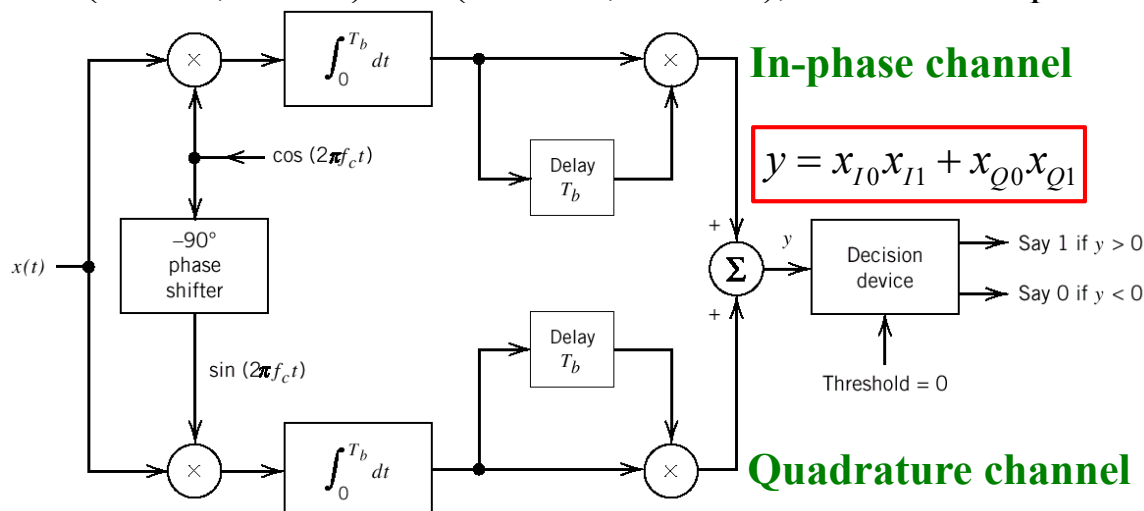 In-phase channel
∫₀^{T_b} dt
cos (2πf_c t)
Delay
T_b
y = x_{I0}x_{I1} + x_{Q0}x_{Q1}
−90°
phase
shifter
x(t)
+
Σ
+
y
Decision
device
Say 1 if y > 0
Say 0 if y < 0
Threshold = 0
sin (2πf_c t)
Delay
T_b
∫₀^{T_b} dt
Quadrature channel